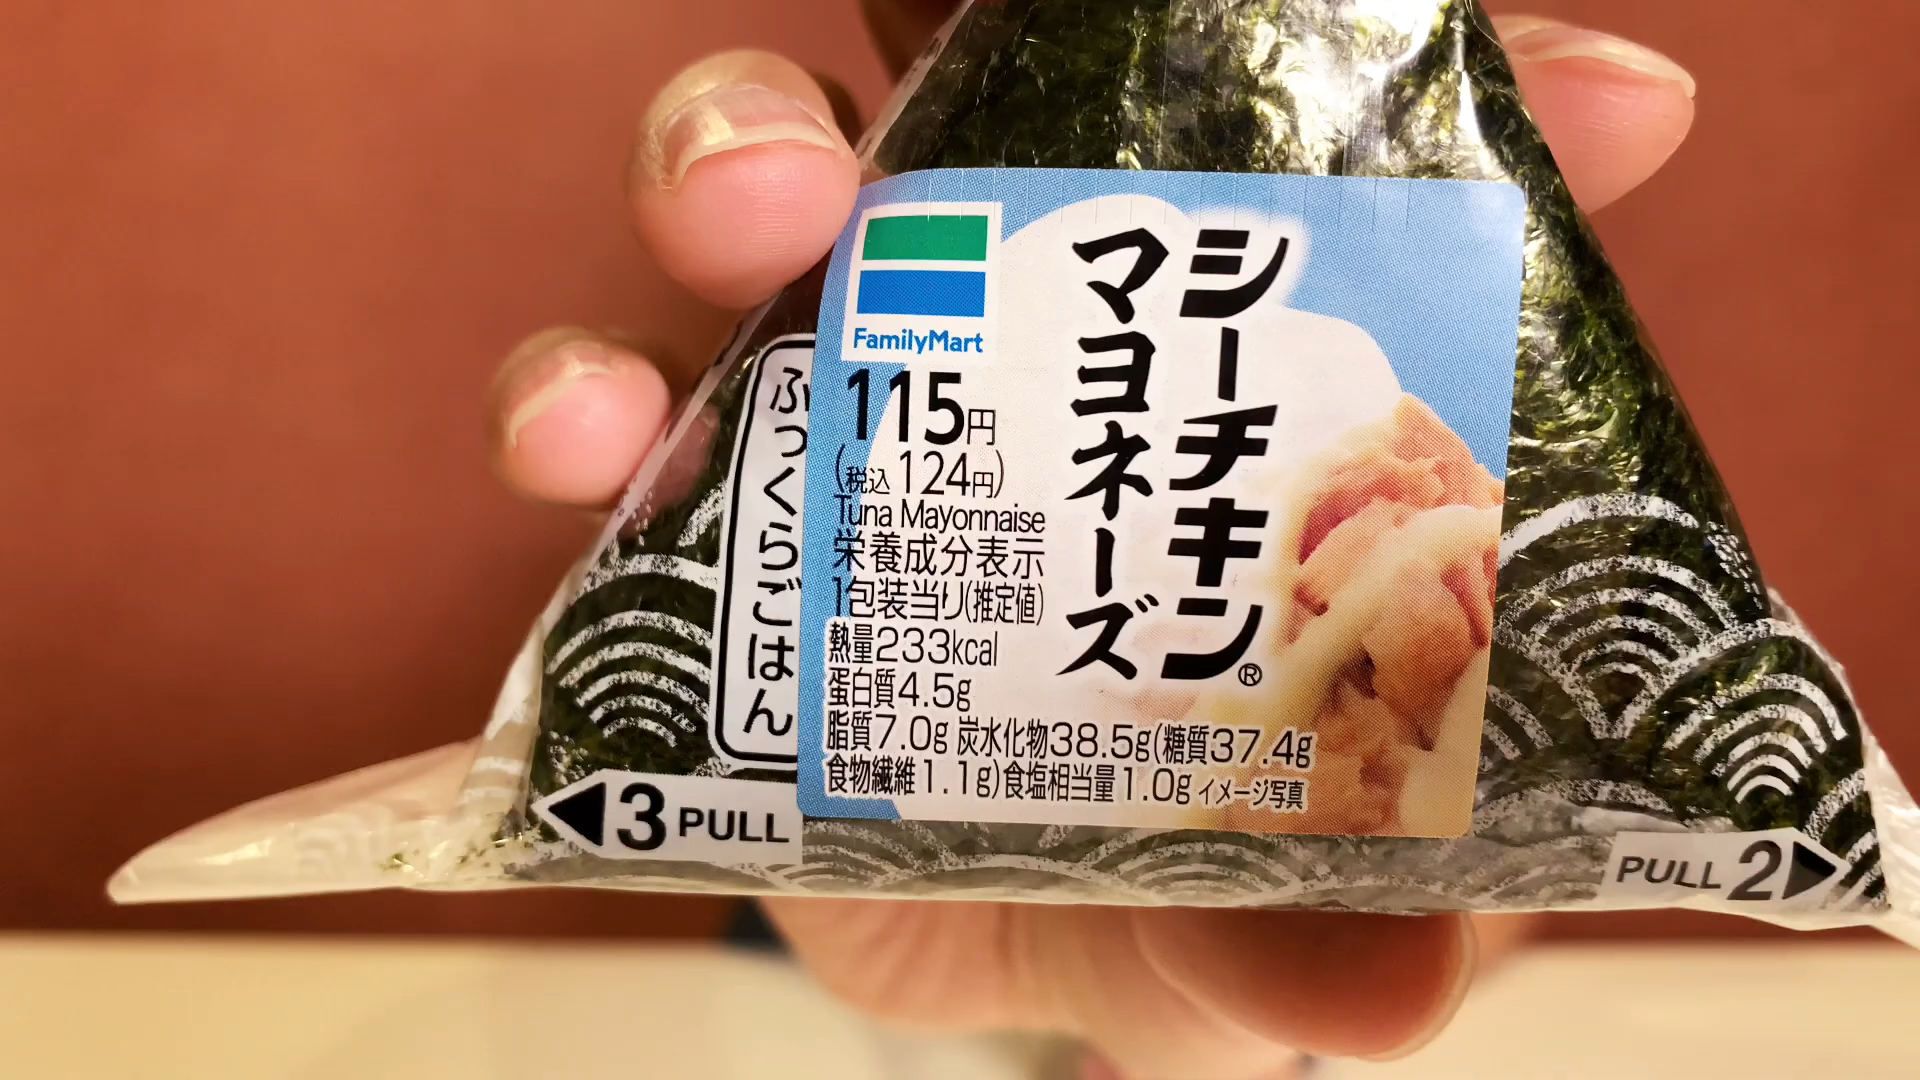 FamilyMart
シーチキン®
マヨネーズ
115円
(税込 124円)
Tuna Mayonnaise
栄養成分表示
1包装当り(推定値)
熱量233kcal
蛋白質4.5g
脂質7.0g 炭水化物38.5g(糖質37.4g
食物繊維1.1g)食塩相当量1.0g イメージ写真
ふっくらごはん
3 PULL
PULL 2